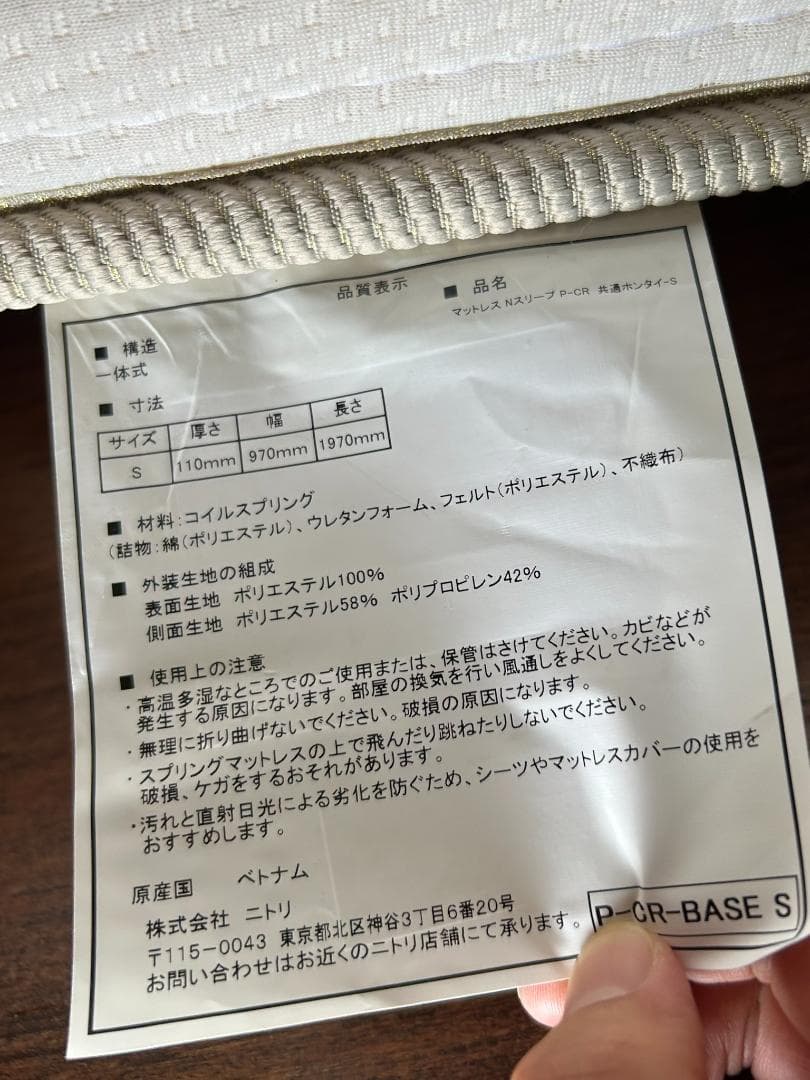 品質表示
■ 品名
マットレス Nスリープ P-CR 共通ホンタイ-S
■ 構造
一体式
■ 寸法
サイズ 厚さ 幅 長さ
S 110mm 970mm 1970mm
■ 材料:コイルスプリング
(詰物:綿(ポリエステル)、ウレタンフォーム、フェルト(ポリエステル)、不織布)
■ 外装生地の組成
表面生地 ポリエステル100%
側面生地 ポリエステル58% ポリプロピレン42%
■ 使用上の注意
・高温多湿なところでのご使用または、保管はさけてください。カビなどが
発生する原因になります。部屋の換気を行い風通しをよくしてください。
・無理に折り曲げないでください。破損の原因になります。
・スプリングマットレスの上で飛んだり跳ねたりしないでください。
破損、ケガをするおそれがあります。
・汚れと直射日光による劣化を防ぐため、シーツやマットレスカバーの使用を
おすすめします。
原産国 ベトナム
株式会社 ニトリ
〒115-0043 東京都北区神谷3丁目6番20号
お問い合わせはお近くのニトリ店舗にて承ります。
P-CR-BASE S